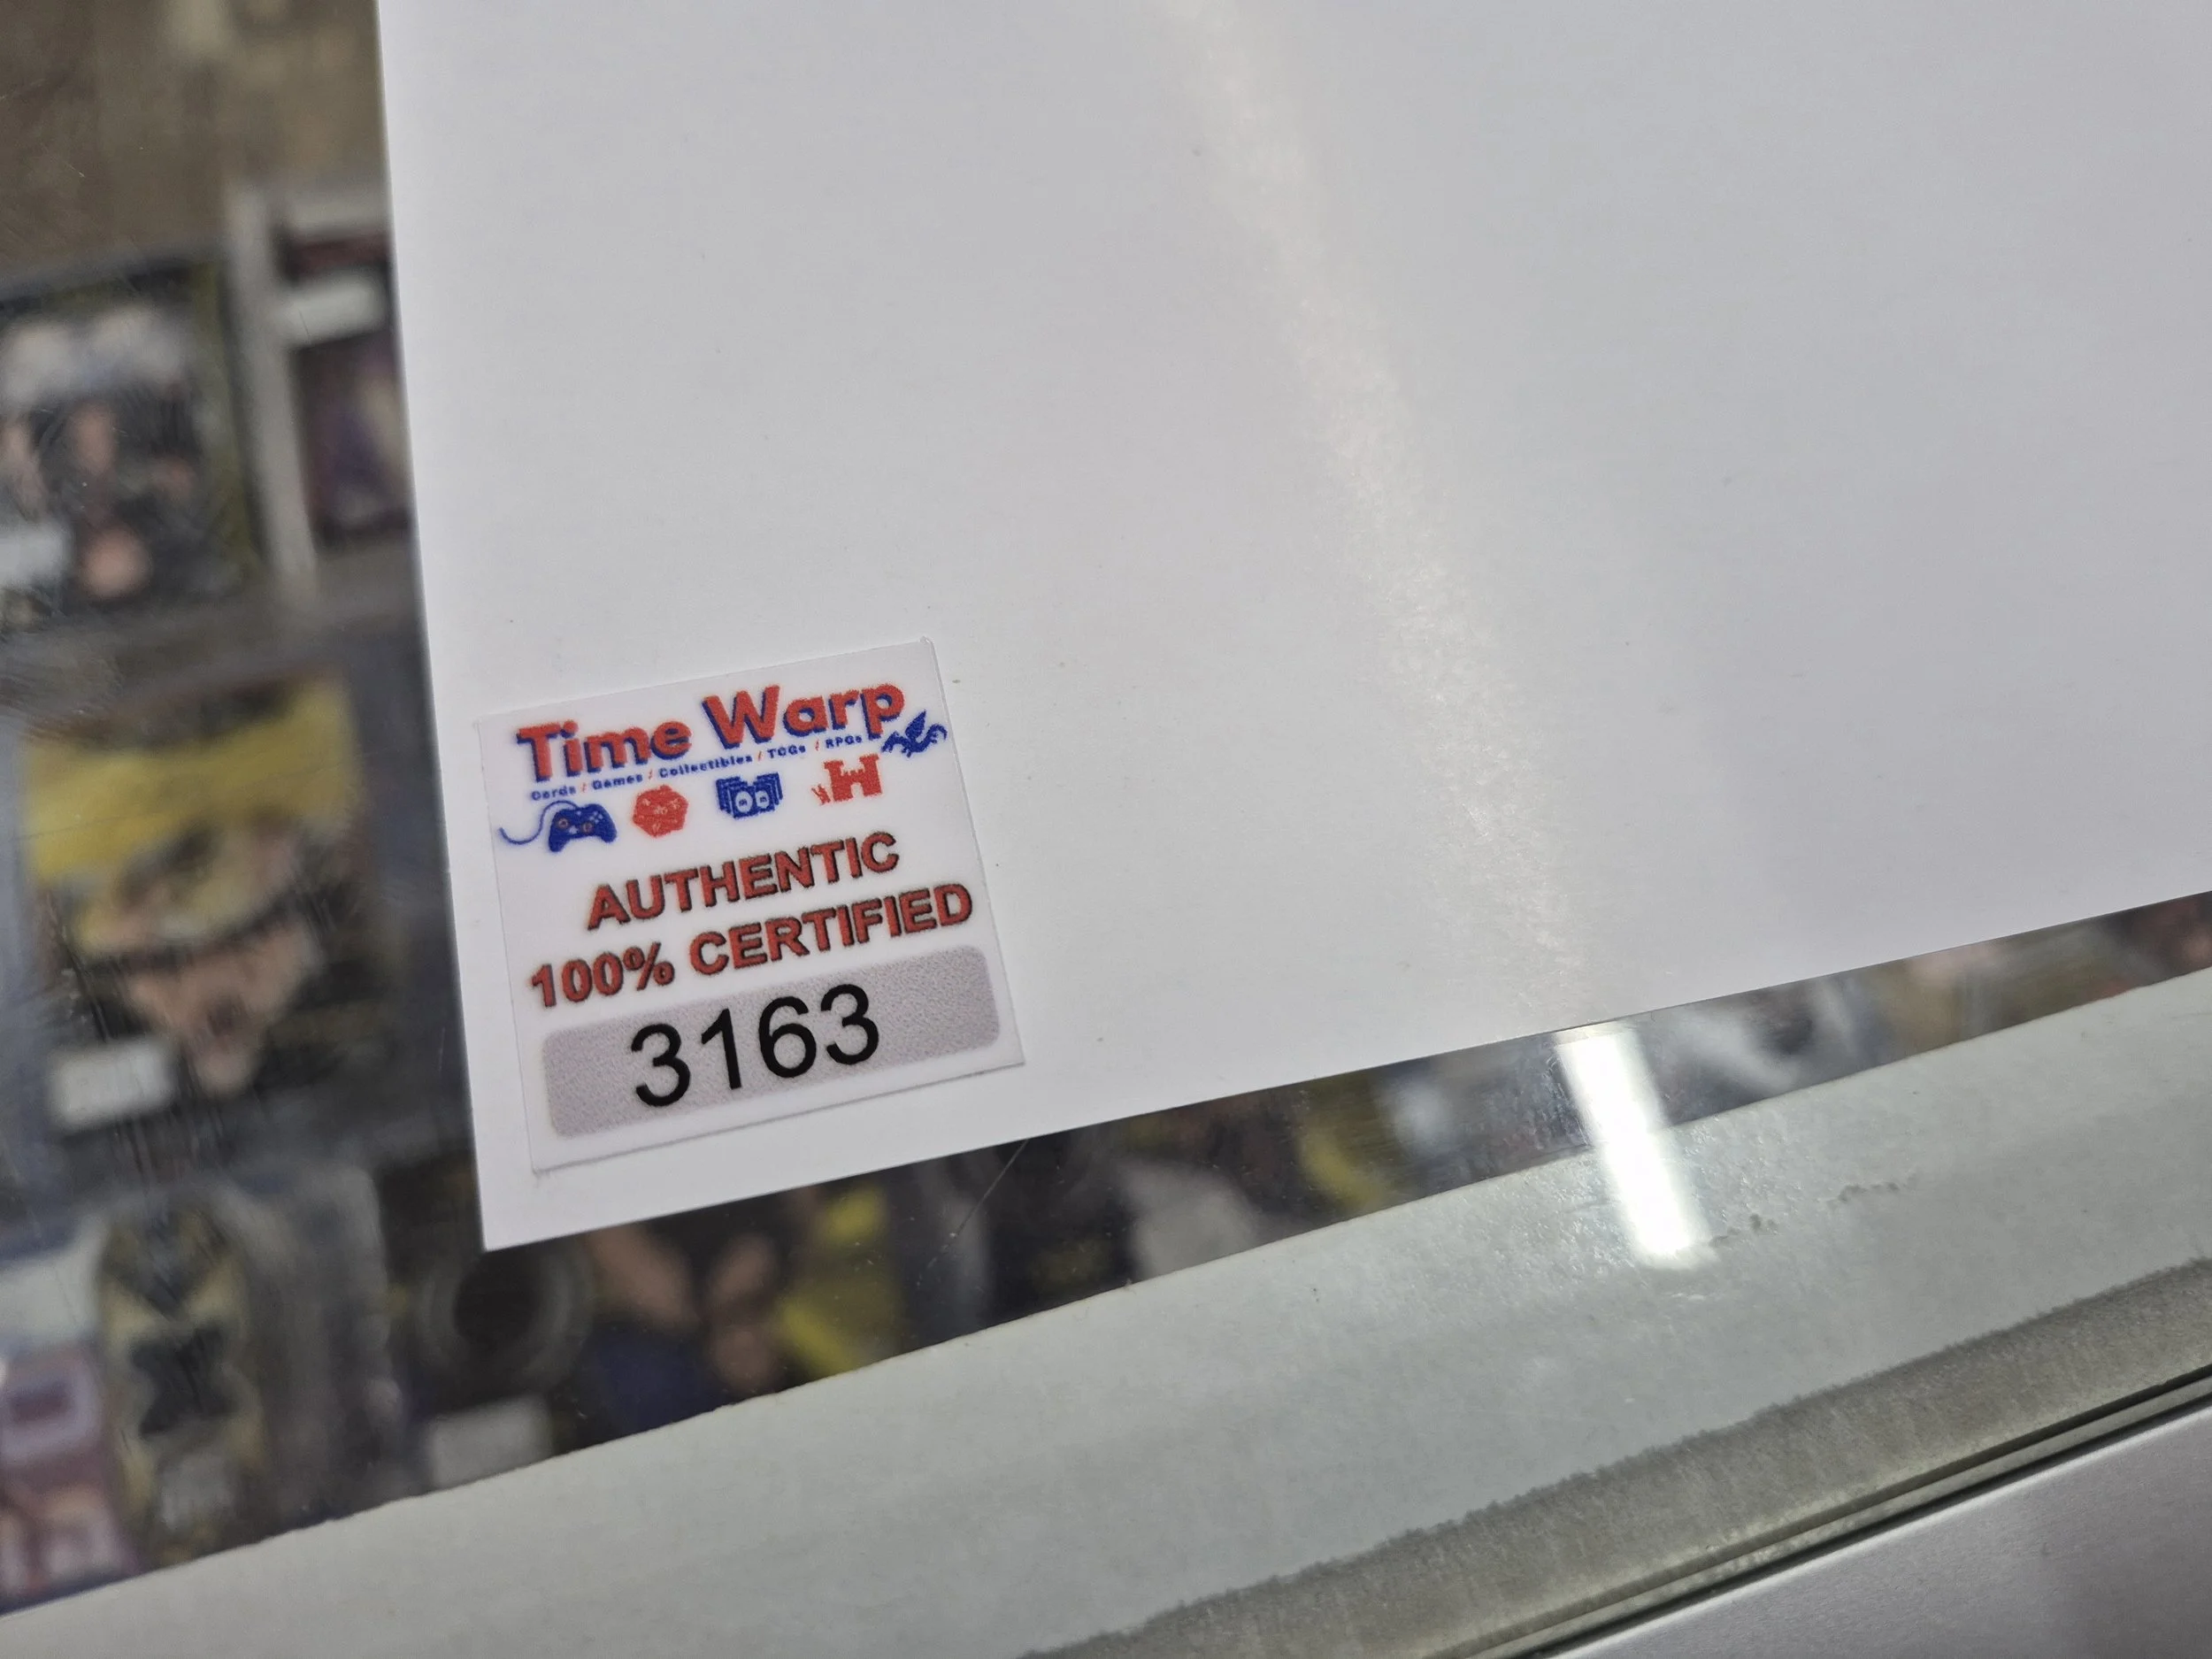 Time Warp
Cards / Games / Collectibles / TCGs / RPGs
AUTHENTIC
100% CERTIFIED
3163